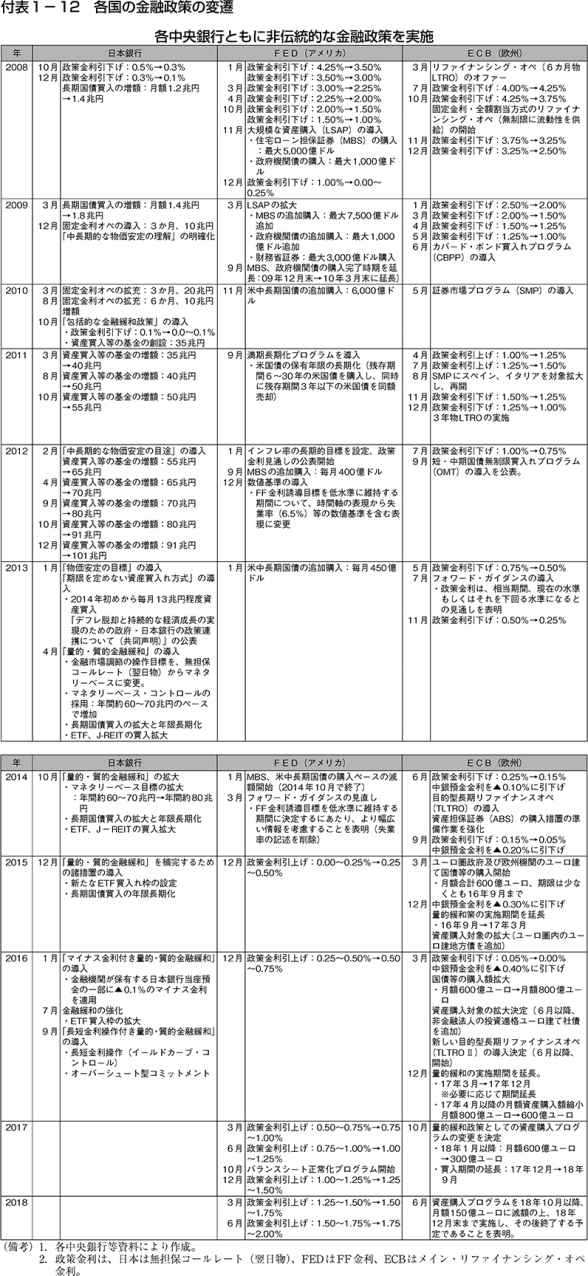 付表1－12　各国の金融政策の変遷
各中央銀行ともに非伝統的な金融政策を実施
年
日本銀行
FED（アメリカ）
ECB（欧州）
2008
10月 政策金利引下げ：0.5%→0.3%
12月 政策金利引下げ：0.3%→0.1%
長期国債買入の増額：月額1.2兆円
→1.4兆円
1月 政策金利引下げ：4.25%→3.50%
政策金利引下げ：3.50%→3.00%
3月 政策金利引下げ：3.00%→2.25%
4月 政策金利引下げ：2.25%→2.00%
10月 政策金利引下げ：2.00%→1.50%
政策金利引下げ：1.50%→1.00%
11月 大規模な資産購入（LSAP）の導入
・住宅ローン担保証券（MBS）の購入
：最大5,000億ドル
・政府機関債の購入：最大1,000億ドル
12月 政策金利引下げ：1.00%→0.00～
0.25%
3月 リファイナンシング・オペ（6カ月物
LTRO）のオファー
7月 政策金利引上げ：4.00%→4.25%
10月 政策金利引下げ：4.25%→3.75%
固定金利・全額割当方式のリファイナ
ンシング・オペ（無制限に流動性を供
給）の開始
11月 政策金利引下げ：3.75%→3.25%
12月 政策金利引下げ：3.25%→2.50%
2009
3月 長期国債買入の増額：月額1.4兆円
→1.8兆円
12月 固定金利オペの導入：3か月、10兆円
「中長期的な物価安定の理解」の明確化
3月 LSAPの拡大
・MBSの追加購入：最大7,500億ドル
追加
・政府機関債の追加購入：最大1,000
億ドル追加
・財務省証券：最大3,000億ドル購入
9月 MBS、政府機関債の購入完了時期を延
長（09年12月末→10年3月末に延長）
1月 政策金利引下げ：2.50%→2.00%
3月 政策金利引下げ：2.00%→1.50%
4月 政策金利引下げ：1.50%→1.25%
5月 政策金利引下げ：1.25%→1.00%
6月 カバード・ボンド買入れプログラム
（CBPP）の導入
2010
3月 固定金利オペの拡充：3か月、20兆円
8月 固定金利オペの拡充：6か月、10兆円
増額
10月 「包括的な金融緩和政策」の導入
・政策金利引下げ：0.1%→0.0～0.1%
・資産買入等の基金の創設：35兆円
11月 米中長期国債の追加購入：6,000億ド
ル
5月 証券市場プログラム（SMP）の導入
2011
3月 資産買入等の基金の増額：35兆円
→40兆円
8月 資産買入等の基金の増額：40兆円
→50兆円
10月 資産買入等の基金の増額：50兆円
→55兆円
9月 満期長期化プログラムを導入
・米国債の保有年限の長期化（残存期
間6～30年の米国債を購入し、同時
に残存期間3年以下の米国債を同額
売却）
4月 政策金利引上げ：1.00%→1.25%
7月 政策金利引上げ：1.25%→1.50%
8月 SMPにスペイン、イタリアを対象拡大
し、再開
11月 政策金利引下げ：1.50%→1.25%
12月 政策金利引下げ：1.25%→1.00%
3年物LTROの実施
2012
2月 「中長期的な物価安定の目途」の導入
資産買入等の基金の増額：55兆円
→65兆円
4月 資産買入等の基金の増額：65兆円
→70兆円
9月 資産買入等の基金の増額：70兆円
→80兆円
10月 資産買入等の基金の増額：80兆円
→91兆円
12月 資産買入等の基金の増額：91兆円
→101兆円
1月 インフレ率の長期的目標を設定、政策
金利見通しの公表開始
9月 MBSの追加購入：毎月400億ドル
12月 数値基準の導入
・FF金利誘導目標を低水準に維持する
期間について、時間軸の表現から失
業率（6.5%）等の数値基準を含む表
現に変更
7月 政策金利引下げ：1.00%→0.75%
9月 短・中期国債無制限買入れプログラム
（OMT）の導入を公表。
2013
1月 「物価安定の目標」の導入
「期限を定めない資産買入れ方式」の導
入
・2014年初めから毎月13兆円程度資
産買入
「デフレ脱却と持続的な経済成長の実
現のための政府・日本銀行の政策連
携について（共同声明）」の公表
4月 「量的・質的金融緩和」の導入
・金融市場調節の操作目標を、無担保
コールレート（翌日物）からマネタ
リーベースに変更。
・マネタリーベース・コントロールの
採用：年間約60～70兆円のペース
で増加
・長期国債買入の拡大と年限長期化
・ETF、J-REITの買入拡大
1月 米中長期国債の追加購入：毎月450億
ドル
5月 政策金利引下げ：0.75%→0.50%
7月 フォワード・ガイダンスの導入
・政策金利は、相当期間、現在の水準
もしくはそれを下回る水準になると
の見通しを表明
11月 政策金利引下げ：0.50%→0.25%
年
日本銀行
FED（アメリカ）
ECB（欧州）
2014
10月 「量的・質的金融緩和」の拡大
・マネタリーベース目標の拡大
：年間約60～70兆円→年間約80兆
円
・長期国債買入の拡大と年限長期化
・ETF、J－REITの買入拡大
1月 MBS、米中長期国債の購入ペースの減
額開始（2014年10月で終了）
3月 フォワード・ガイダンスの見直し
・FF金利誘導目標を低水準に維持する
期間に決定するにあたり、より幅広
い情報を考慮することを表明（失業
率の記述を削除）
6月 政策金利引下げ：0.25%→0.15%
中銀預金金利を▲0.10%に引下げ
目的型長期リファイナンスオペ
（TLTRO）の導入
資産担保証券（ABS）の購入措置の準
備作業を強化
9月 政策金利引下げ：0.15%→0.05%
中銀預金金利を▲0.20%に引下げ
2015
12月 「量的・質的金融緩和」を補完するため
の諸措置の導入
・新たなETF買入れ枠の設定
・長期国債買入の年限長期化
12月 政策金利引上げ：0.00～0.25%→0.25
～0.50%
3月 ユーロ圏政府及び欧州機関のユーロ建
て国債等の購入開始
・月額合計600億ユーロ、期限は少なく
とも16年9月まで
12月 中銀預金金利を▲0.30%に引下げ
量的緩和策の実施期間を延長
・16年9月→17年3月
資産購入対象の拡大（ユーロ圏内のユー
ロ建地方債を追加）
2016
1月 「マイナス金利付き量的・質的金融緩和」
の導入
・金融機関が保有する日本銀行当座預
金の一部に▲0.1%のマイナス金利
を適用
7月 金融緩和の強化
・ETF買入枠の拡大
9月 「長短金利操作付き量的・質的金融緩和」
の導入
・長短金利操作（イールドカーブ・コ
ントロール）
・オーバーシュート型コミットメント
12月 政策金利引上げ：0.25～0.50%→0.50
～0.75%
3月 政策金利引下げ：0.05%→0.00%
中銀預金金利を▲0.40%に引下げ
国債等の購入額拡大
・月額600億ユーロ→月額800億ユー
ロ
資産購入対象の拡大決定（6月以降、
非金融法人の投資適格ユーロ建て社債
を追加）
新しい目的型長期リファイナンスオペ
（TLTROⅡ）の導入決定（6月以降、
開始）
12月 量的緩和の実施期間を延長。
・17年3月→17年12月
※必要に応じて期間延長
・17年4月以降の月額資産購入額縮小
月額800億ユーロ→600億ユーロ
2017
3月 政策金利引上げ：0.50～0.75%→0.75
～1.00%
6月 政策金利引上げ：0.75～1.00%→1.00
～1.25%
10月 バランスシート正常化プログラム開始
12月 政策金利引上げ：1.00～1.25%→1.25
～1.50%
10月 量的緩和政策としての資産購入プログ
ラムの変更を決定
・18年1月以降：月額600億ユーロ
→300億ユーロ
・買入期間の延長：17年12月→18年
9月
2018
3月 政策金利引上げ：1.25～1.50%→1.50
～1.75%
6月 政策金利引上げ：1.50～1.75%→1.75
～2.00%
6月 資産購入プログラムを18年10月以降、
月額150億ユーロに減額の上、18年
12月末まで実施し、その後終了する予
定であることを表明。
（備考）1．各中央銀行等資料により作成。
2．政策金利は、日本は無担保コールレート（翌日物）、FEDはFF金利、ECBはメイン・リファイナンシング・オペ
金利。